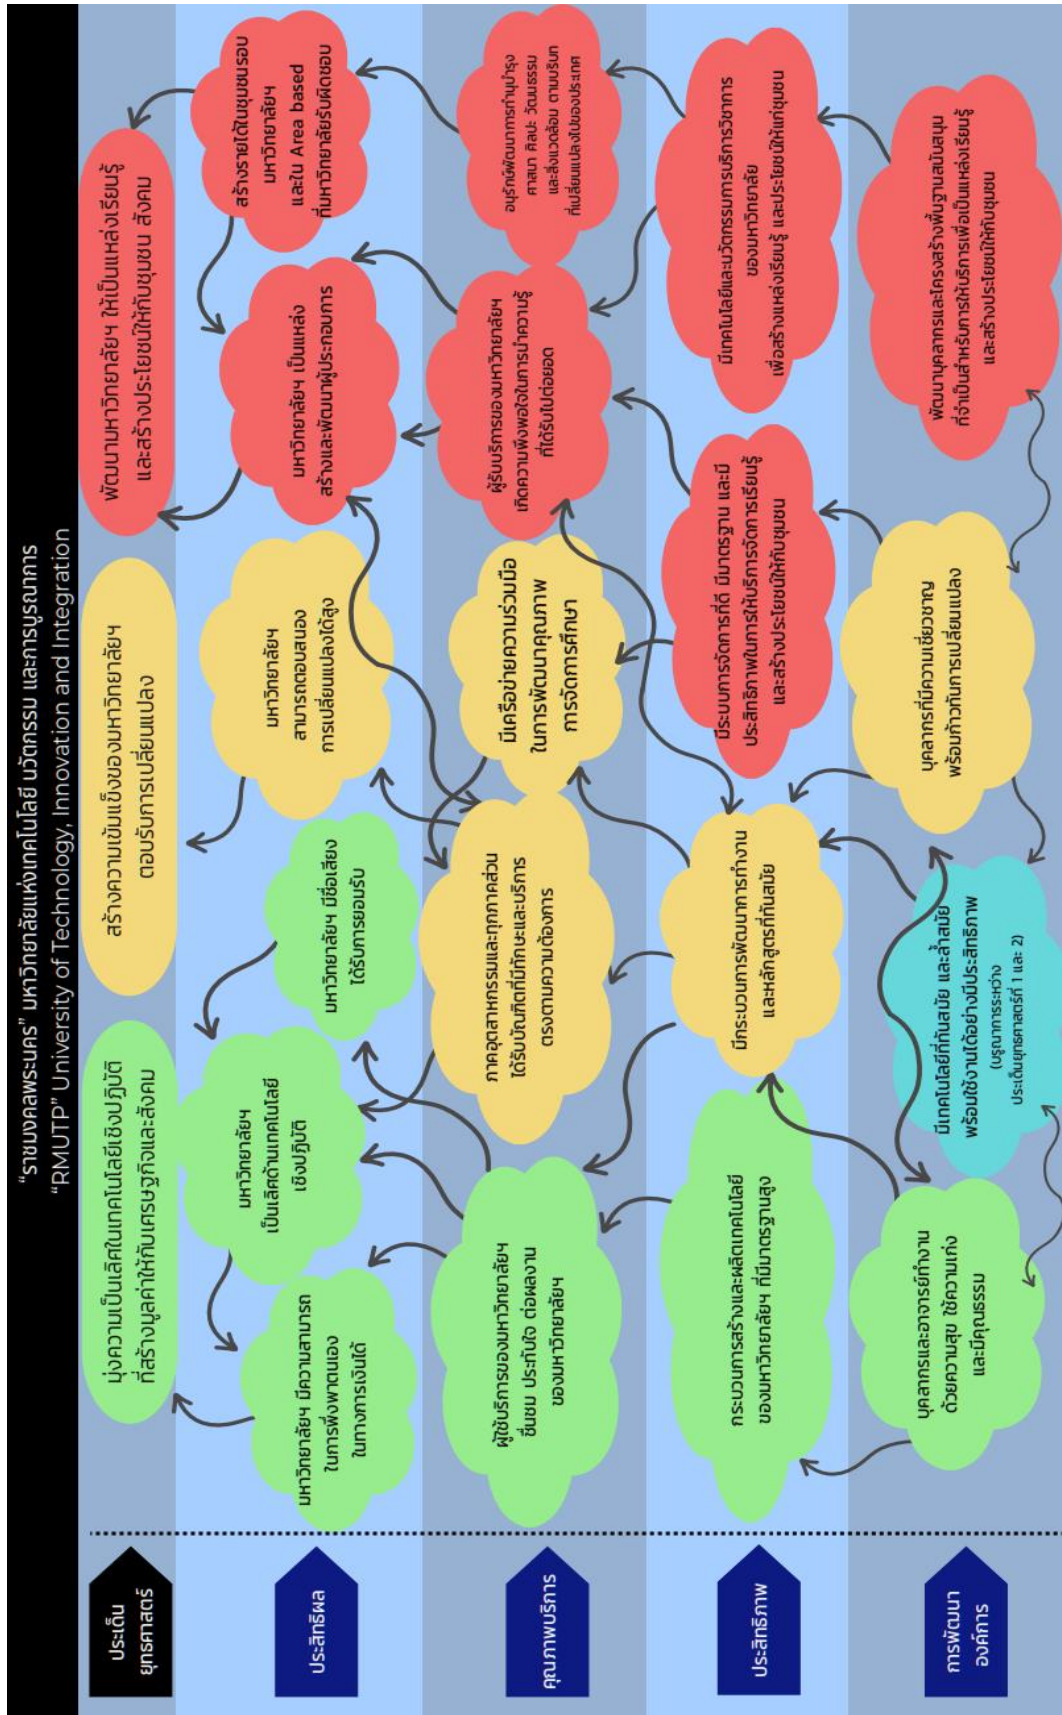 “ราชมงคลพระนคร” มหาวิทยาลัยแห่งเทคโนโลยี นวัตกรรม และการบูรณาการ
“RMUTP” University of Technology, Innovation and Integration
ประเด็น
ยุทธศาสตร์
มุ่งความเป็นเลิศในเทคโนโลยีเชิงปฏิบัติ
ที่สร้างมูลค่าให้กับเศรษฐกิจและสังคม
สร้างความเข้มแข็งของมหาวิทยาลัยฯ
ตอบรับการเปลี่ยนแปลง
พัฒนามหาวิทยาลัยฯ ให้เป็นแหล่งเรียนรู้
และสร้างประโยชน์ให้กับชุมชน สังคม
ประสิทธิผล
มหาวิทยาลัยฯ มีความสามารถ
ในการพึ่งพาตนเอง
ในทางการเงินได้
มหาวิทยาลัยฯ
เป็นเลิศด้านเทคโนโลยี
เชิงปฏิบัติ
มหาวิทยาลัยฯ มีชื่อเสียง
ได้รับการยอมรับ
มหาวิทยาลัยฯ
สามารถตอบสนอง
การเปลี่ยนแปลงได้สูง
มหาวิทยาลัยฯ เป็นแหล่ง
สร้างและพัฒนาผู้ประกอบการ
สร้างรายได้ในชุมชนรอบ
มหาวิทยาลัยฯ
และใน Area based
ที่มหาวิทยาลัยรับผิดชอบ
คุณภาพบริการ
ผู้ใช้บริการของมหาวิทยาลัยฯ
ชื่นชม ประทับใจ ต่อผลงาน
ของมหาวิทยาลัยฯ
ภาคอุตสาหกรรมและทุกภาคส่วน
ได้รับบัณฑิตที่มีทักษะและบริการ
ตรงตามความต้องการ
มีเครือข่ายความร่วมมือ
ในการพัฒนาคุณภาพ
การจัดการศึกษา
ผู้รับบริการของมหาวิทยาลัยฯ
เกิดความพึงพอใจในการนำความรู้
ที่ได้รับไปต่อยอด
อนุรักษ์พัฒนาการทำนุบำรุง
ศาสนา ศิลปะ วัฒนธรรม
และสิ่งแวดล้อม ตามบริบท
ที่เปลี่ยนแปลงไปของประเทศ
ประสิทธิภาพ
กระบวนการสร้างและผลิตเทคโนโลยี
ของมหาวิทยาลัยฯ ที่มีมาตรฐานสูง
มีกระบวนการพัฒนาการทำงาน
และหลักสูตรที่ทันสมัย
มีระบบการจัดการที่ดี มีมาตรฐาน และมี
ประสิทธิภาพในการให้บริการจัดการเรียนรู้
และสร้างประโยชน์ให้กับชุมชน
มีเทคโนโลยีและนวัตกรรมการบริการวิชาการ
ของมหาวิทยาลัย
เพื่อสร้างแหล่งเรียนรู้ และประโยชน์ให้แก่ชุมชน
การพัฒนา
องค์การ
บุคลากรและอาจารย์ทำงาน
ด้วยความสุข ใช้ความเก่ง
และมีคุณธรรม
มีเทคโนโลยีที่ทันสมัย และล้ำสมัย
พร้อมใช้งานได้อย่างมีประสิทธิภาพ
(บูรณาการระหว่าง
ประเด็นยุทธศาสตร์ที่ 1 และ 2)
บุคลากรที่มีความเชี่ยวชาญ
พร้อมก้าวทันการเปลี่ยนแปลง
พัฒนาบุคลากรและโครงสร้างพื้นฐานสนับสนุน
ที่จำเป็นสำหรับการให้บริการเพื่อเป็นแหล่งเรียนรู้
และสร้างประโยชน์ให้กับชุมชน